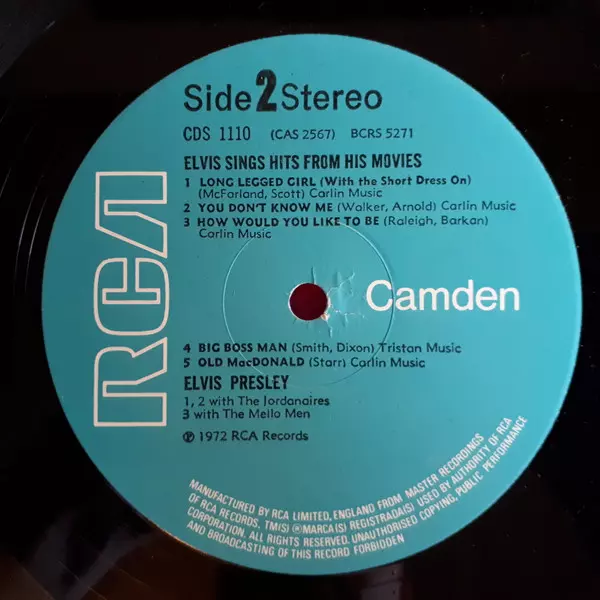 Side 2 Stereo
CDS 1110 (CAS 2567) BCRS 5271
ELVIS SINGS HITS FROM HIS MOVIES
1 LONG LEGGED GIRL (With the Short Dress On)
(McFarland, Scott) Carlin Music
2 YOU DON'T KNOW ME (Walker, Arnold) Carlin Music
3 HOW WOULD YOU LIKE TO BE (Raleigh, Barkan)
Carlin Music
RCA
Camden
4 BIG BOSS MAN (Smith, Dixon) Tristan Music
5 OLD MacDONALD (Starr) Carlin Music
ELVIS PRESLEY
1, 2 with The Jordanaires
3 with The Mello Men
℗ 1972 RCA Records
MANUFACTURED BY RCA LIMITED, ENGLAND FROM MASTER RECORDINGS
OF RCA RECORDS. TM(S) ® MARCA(S) REGISTRADA(S) USED BY AUTHORITY OF RCA
CORPORATION. ALL RIGHTS RESERVED. UNAUTHORISED COPYING, PUBLIC PERFORMANCE
AND BROADCASTING OF THIS RECORD FORBIDDEN